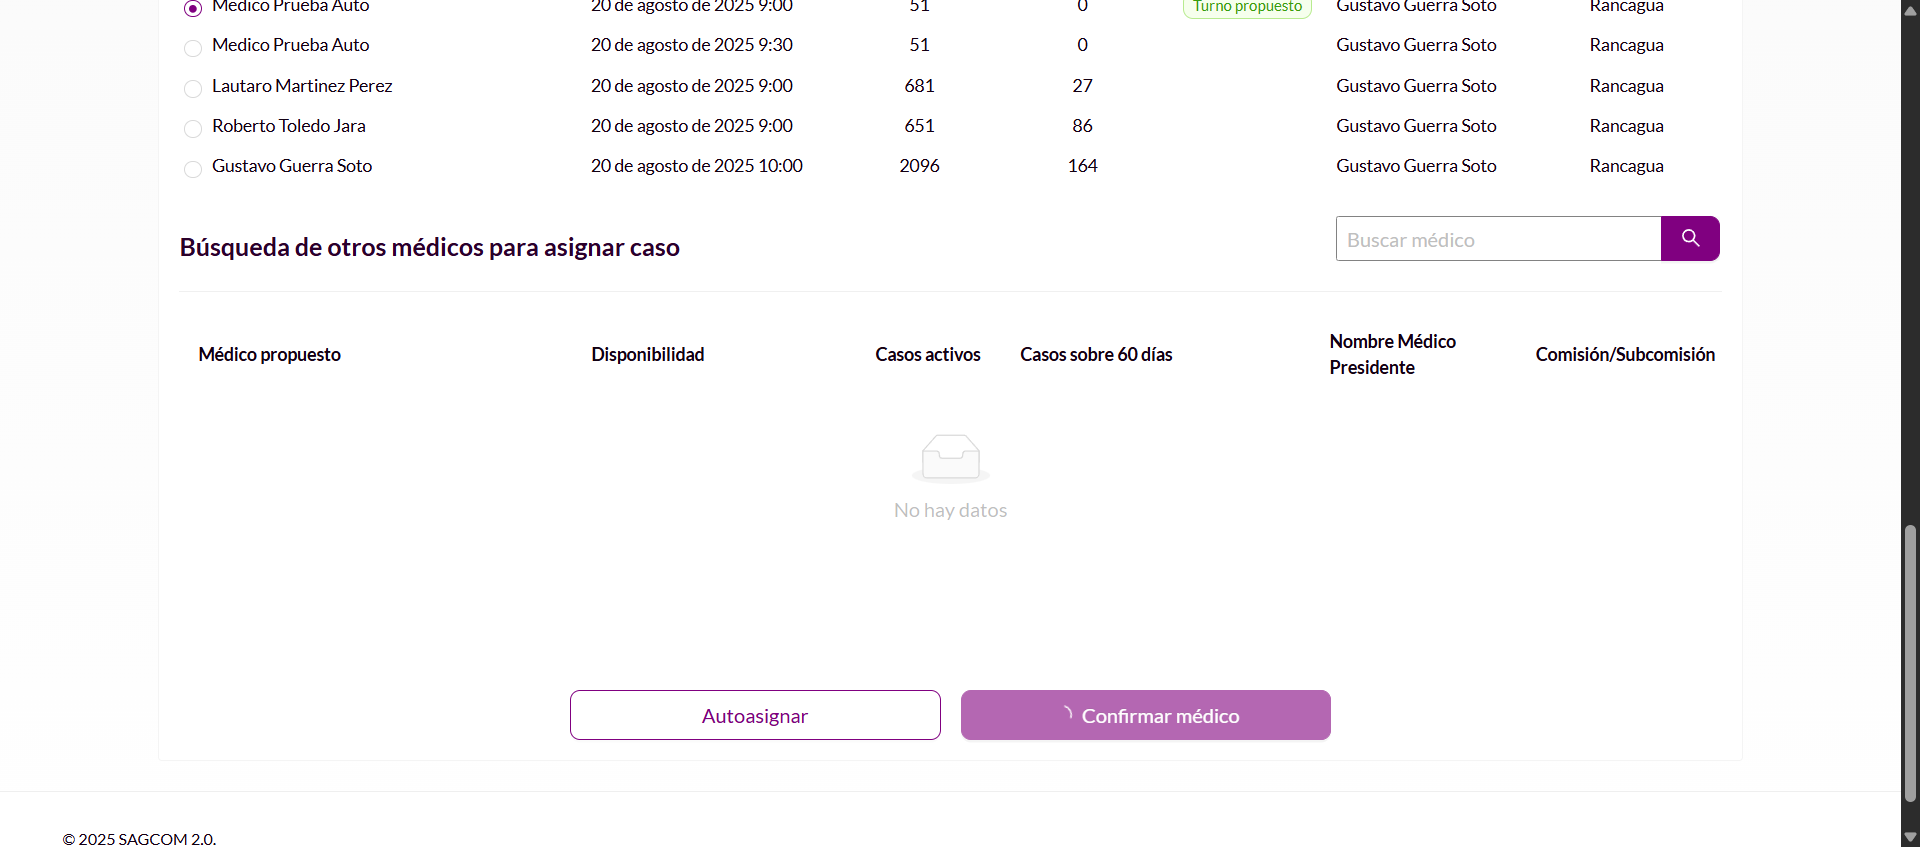 Medico Prueba Auto 20 de agosto de 2025 9:00 51 0 Turno propuesto Gustavo Guerra Soto Rancagua
Medico Prueba Auto 20 de agosto de 2025 9:30 51 0 Gustavo Guerra Soto Rancagua
Lautaro Martinez Perez 20 de agosto de 2025 9:00 681 27 Gustavo Guerra Soto Rancagua
Roberto Toledo Jara 20 de agosto de 2025 9:00 651 86 Gustavo Guerra Soto Rancagua
Gustavo Guerra Soto 20 de agosto de 2025 10:00 2096 164 Gustavo Guerra Soto Rancagua
Búsqueda de otros médicos para asignar caso
Buscar médico
Médico propuesto Disponibilidad Casos activos Casos sobre 60 días Nombre Médico Presidente Comisión/Subcomisión
No hay datos
Autoasignar Confirmar médico
© 2025 SAGCOM 2.0.